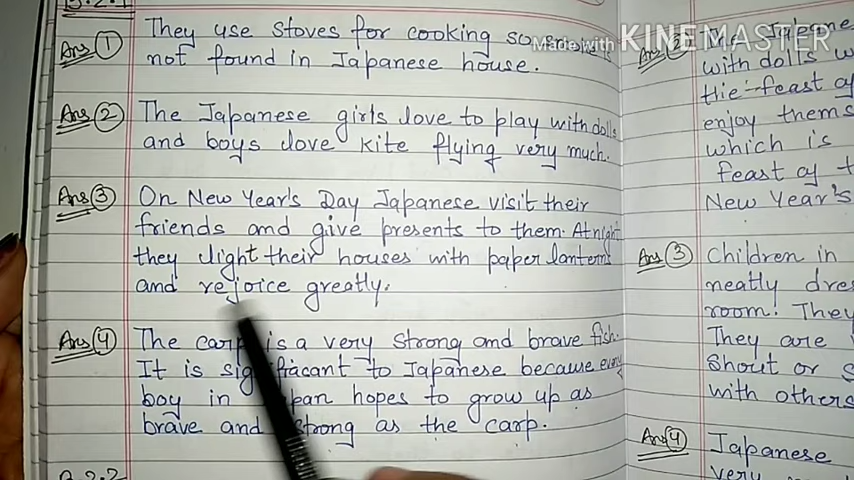 Ans 1 They use stoves for cooking so
not found in Japanese house.
Ans 2 The Japanese girls love to play with dolls
and boys love kite flying very much.
Ans 3 On New Year's Day Japanese visit their
friends and give presents to them. At night
they light their houses with paper lanterns
and rejoice greatly.
Ans 4 The carp is a very strong and brave fish.
It is significant to Japanese because every
boy in hopes to grow up as
brave and strong as the carp.
Made with KINEMASTER
Ans 2
with dolls
the feast of
enjoy thems
which is
feast of t
New Year's
Ans 3 Children in
neatly dre
room. They
They are
Shout or S
with others
Ans 4 Japanese
very